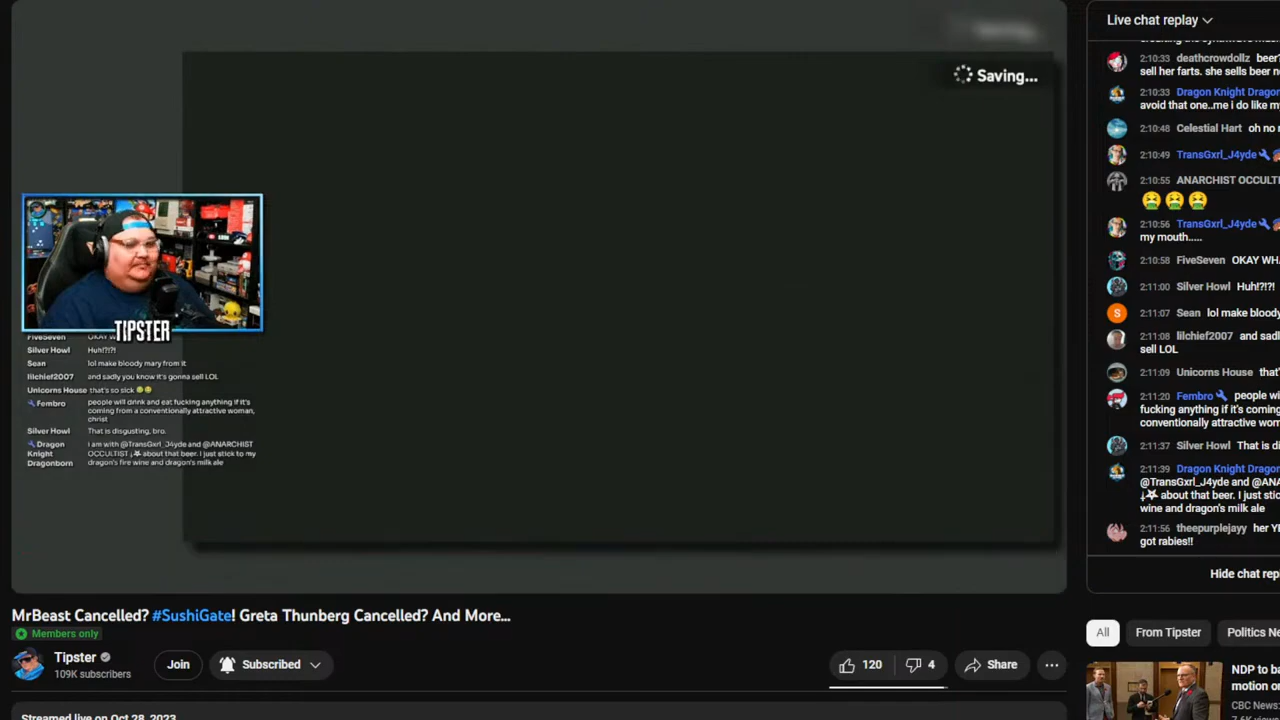 Saving...
TIPSTER
FiveSeven
Silver Howl Huh!?!?!
Sean lol make bloody mary from it
lilchief2007 and sadly you know it's gonna sell LOL
Unicorns House that's so sick 🤢🤢
Fembro people will drink and eat fucking anything if it's
coming from a conventionally attractive woman,
christ
Silver Howl That is disgusting, bro.
Dragon i am with @TransGxrl_J4yde and @ANARCHIST
Knight OCCULTIST about that beer. I just stick to my
Dragonborn dragon's fire wine and dragon's milk ale
Live chat replay
2:10:33 deathcrowdollz beer?
sell her farts. she sells beer n
2:10:33 Dragon Knight Dragon
avoid that one..me i do like my
2:10:48 Celestial Hart oh no
2:10:49 TransGxrl_J4yde
2:10:55 ANARCHIST OCCULTI
🤮 🤮 🤮
2:10:56 TransGxrl_J4yde
my mouth.....
2:10:58 FiveSeven OKAY WHA
2:11:00 Silver Howl Huh!?!?!
S
2:11:07 Sean lol make bloody
2:11:08 lilchief2007 and sadly
sell LOL
2:11:09 Unicorns House that'
2:11:20 Fembro people wi
fucking anything if it's coming
conventionally attractive wom
2:11:37 Silver Howl That is di
2:11:39 Dragon Knight Dragon
@TransGxrl_J4yde and @ANA
about that beer. I just stick
wine and dragon's milk ale
2:11:56 theepurplejayy her YE
got rabies!!
Hide chat rep
MrBeast Cancelled? #SushiGate! Greta Thunberg Cancelled? And More...
Members only
Tipster
109K subscribers
Join
Subscribed
120
4
Share
Streamed live on Oct 28, 2023
All
From Tipster
Politics Ne
NDP to ba
motion on
CBC News: